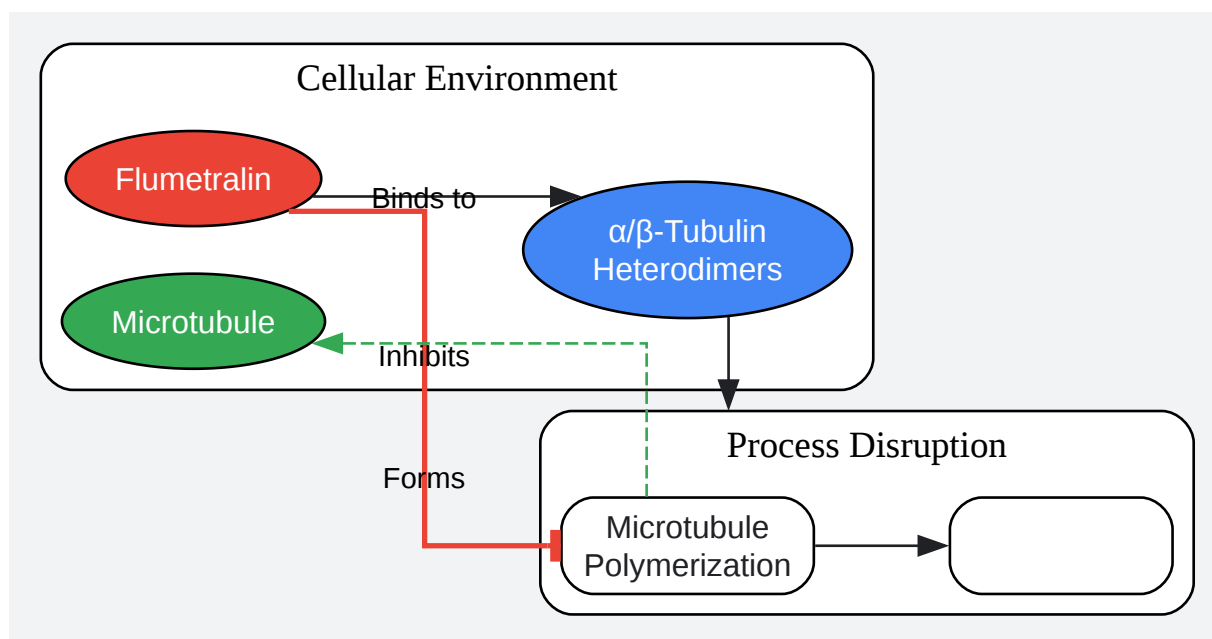 Cellular Environment
Flumetralin
Binds to
α/β-Tubulin
Heterodimers
Microtubule
Inhibits
Process Disruption
Forms
Microtubule
Polymerization